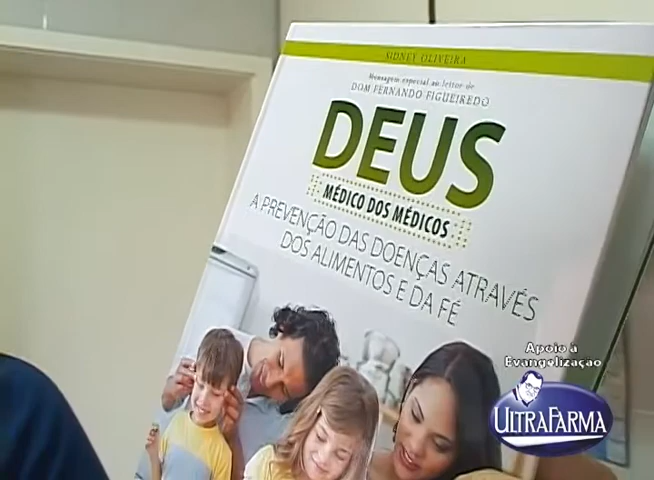 SIDNEY OLIVEIRA
Mensagem especial ao leitor de
DOM FERNANDO FIGUEIREDO
DEUS
MÉDICO DOS MÉDICOS
A PREVENÇÃO DAS DOENÇAS ATRAVÉS
DOS ALIMENTOS E DA FÉ
Apoio à
Evangelização
ULTRAFARMA